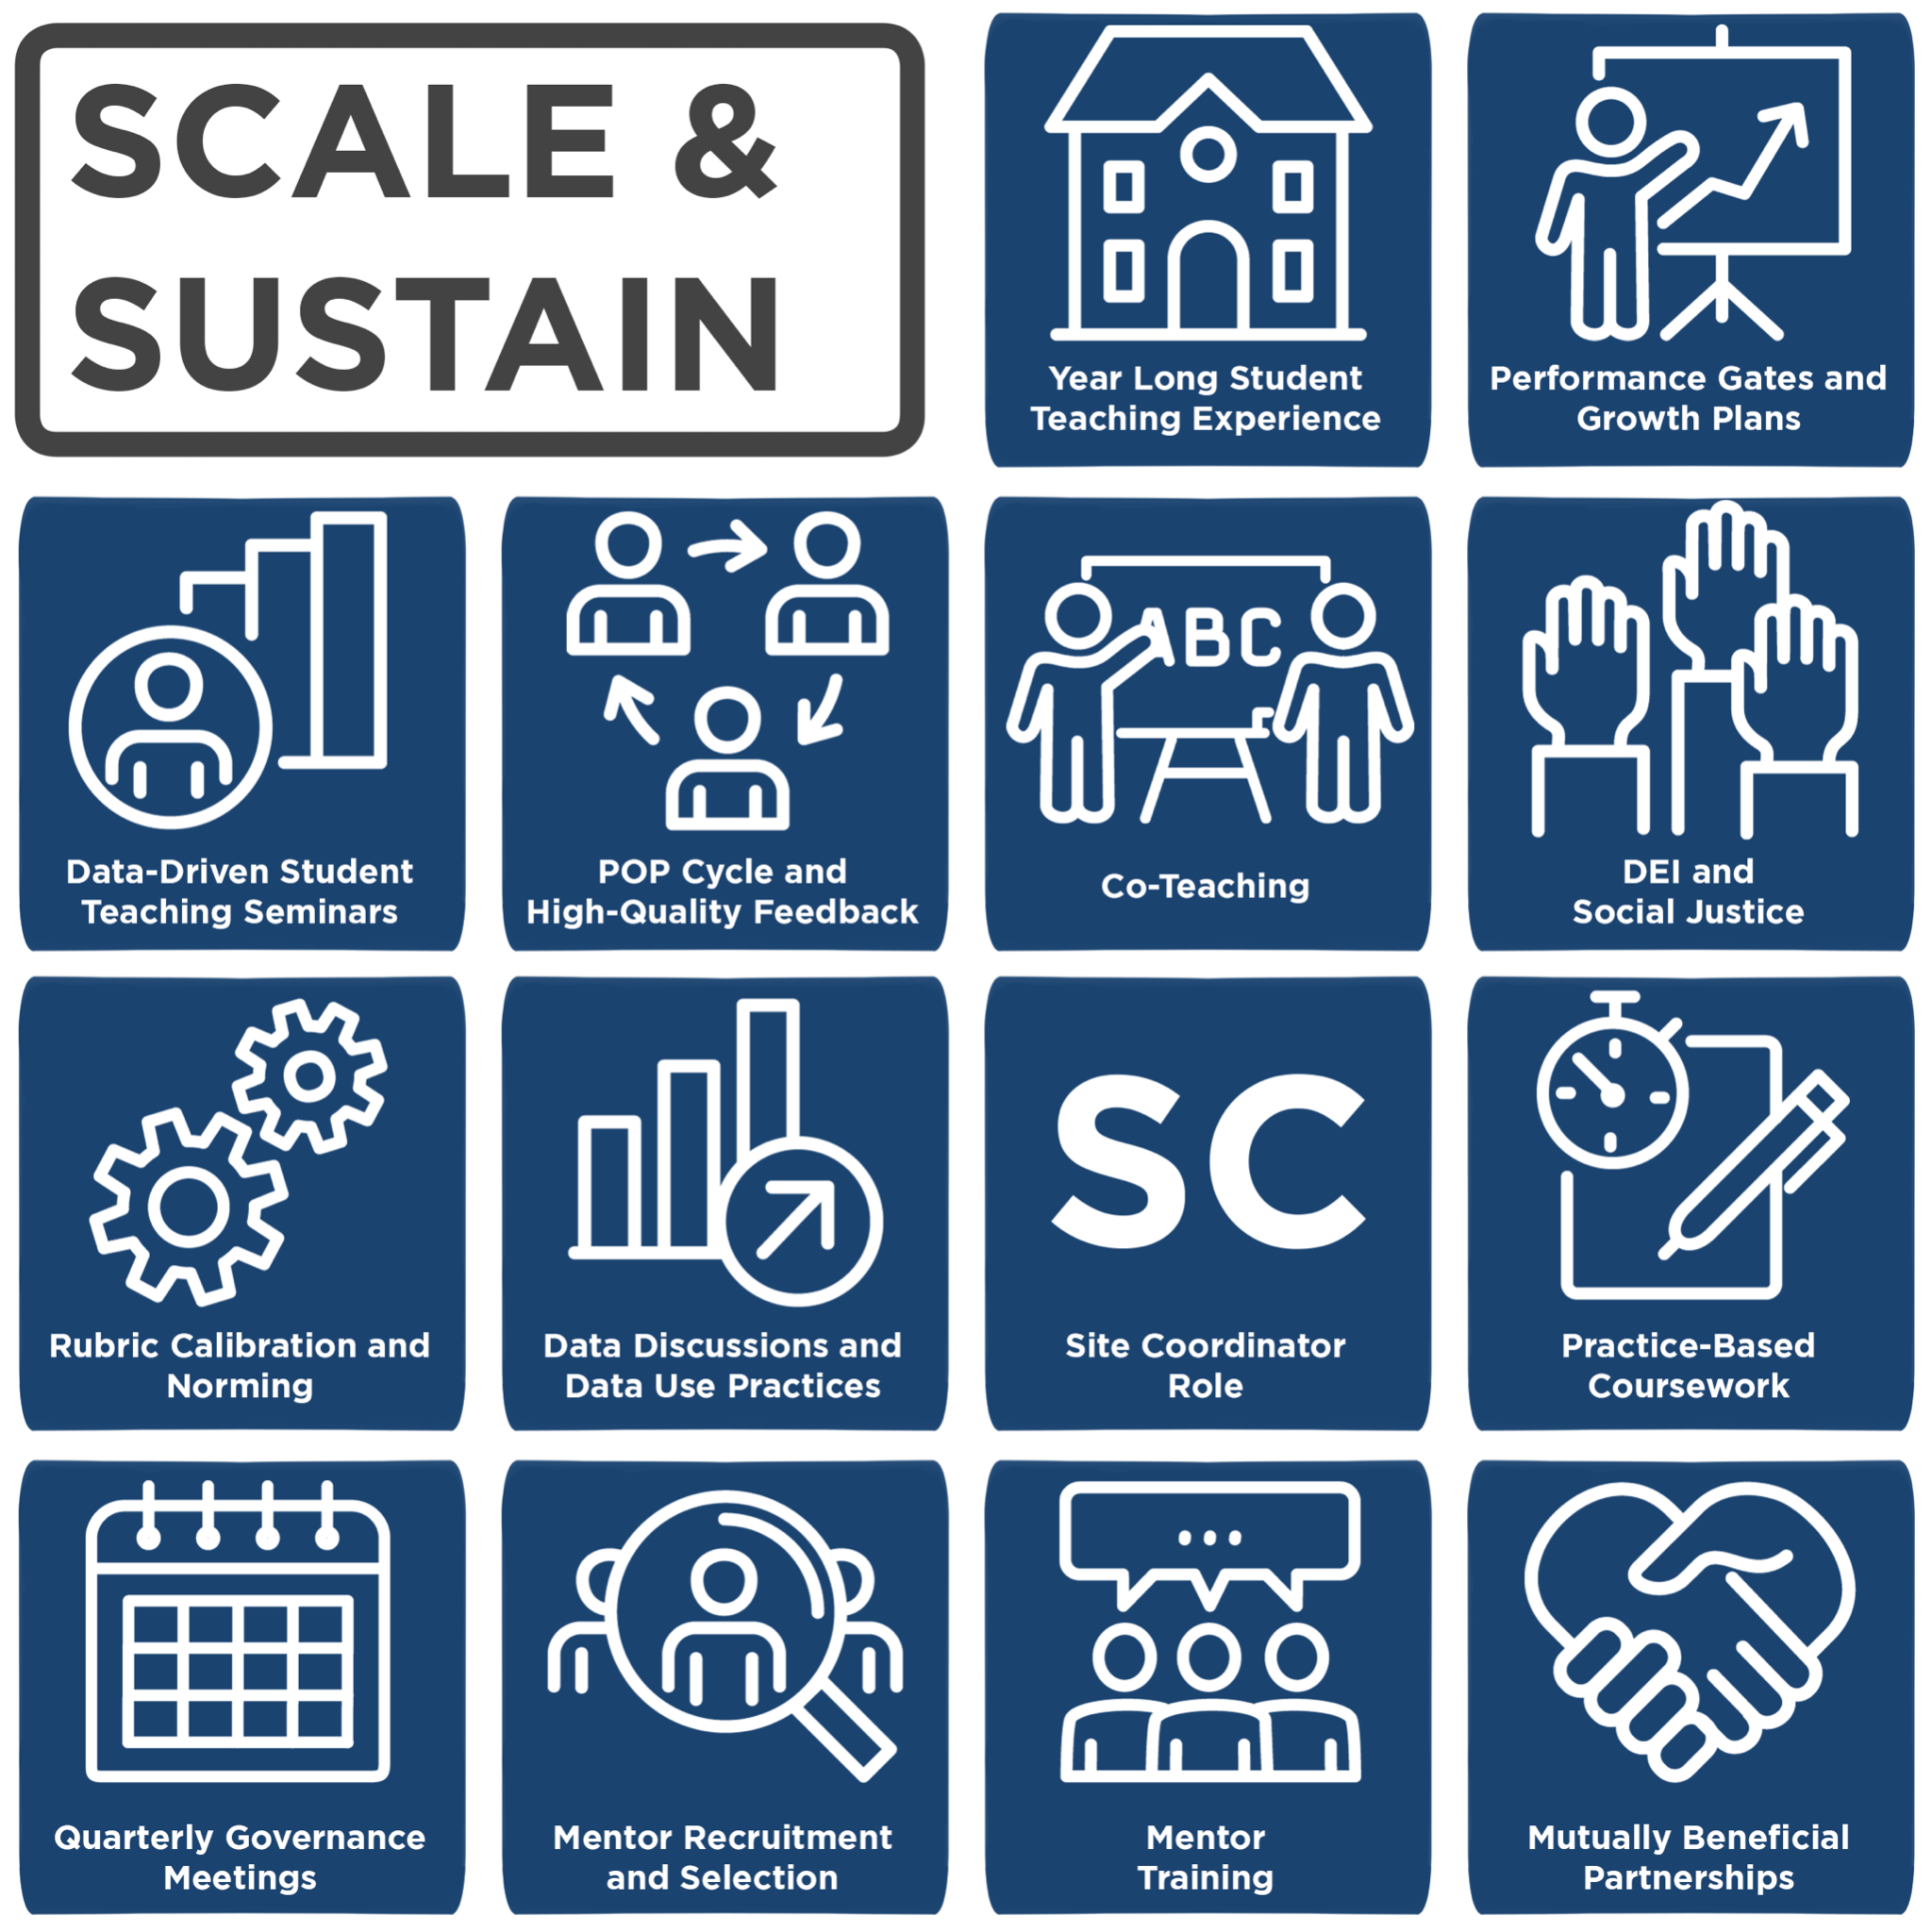 SCALE &
SUSTAIN
Year Long Student
Teaching Experience
Performance Gates and
Growth Plans
Data-Driven Student
Teaching Seminars
POP Cycle and
High-Quality Feedback
ABC
Co-Teaching
DEI and
Social Justice
Rubric Calibration and
Norming
Data Discussions and
Data Use Practices
SC
Site Coordinator
Role
Practice-Based
Coursework
Quarterly Governance
Meetings
Mentor Recruitment
and Selection
...
Mentor
Training
Mutually Beneficial
Partnerships